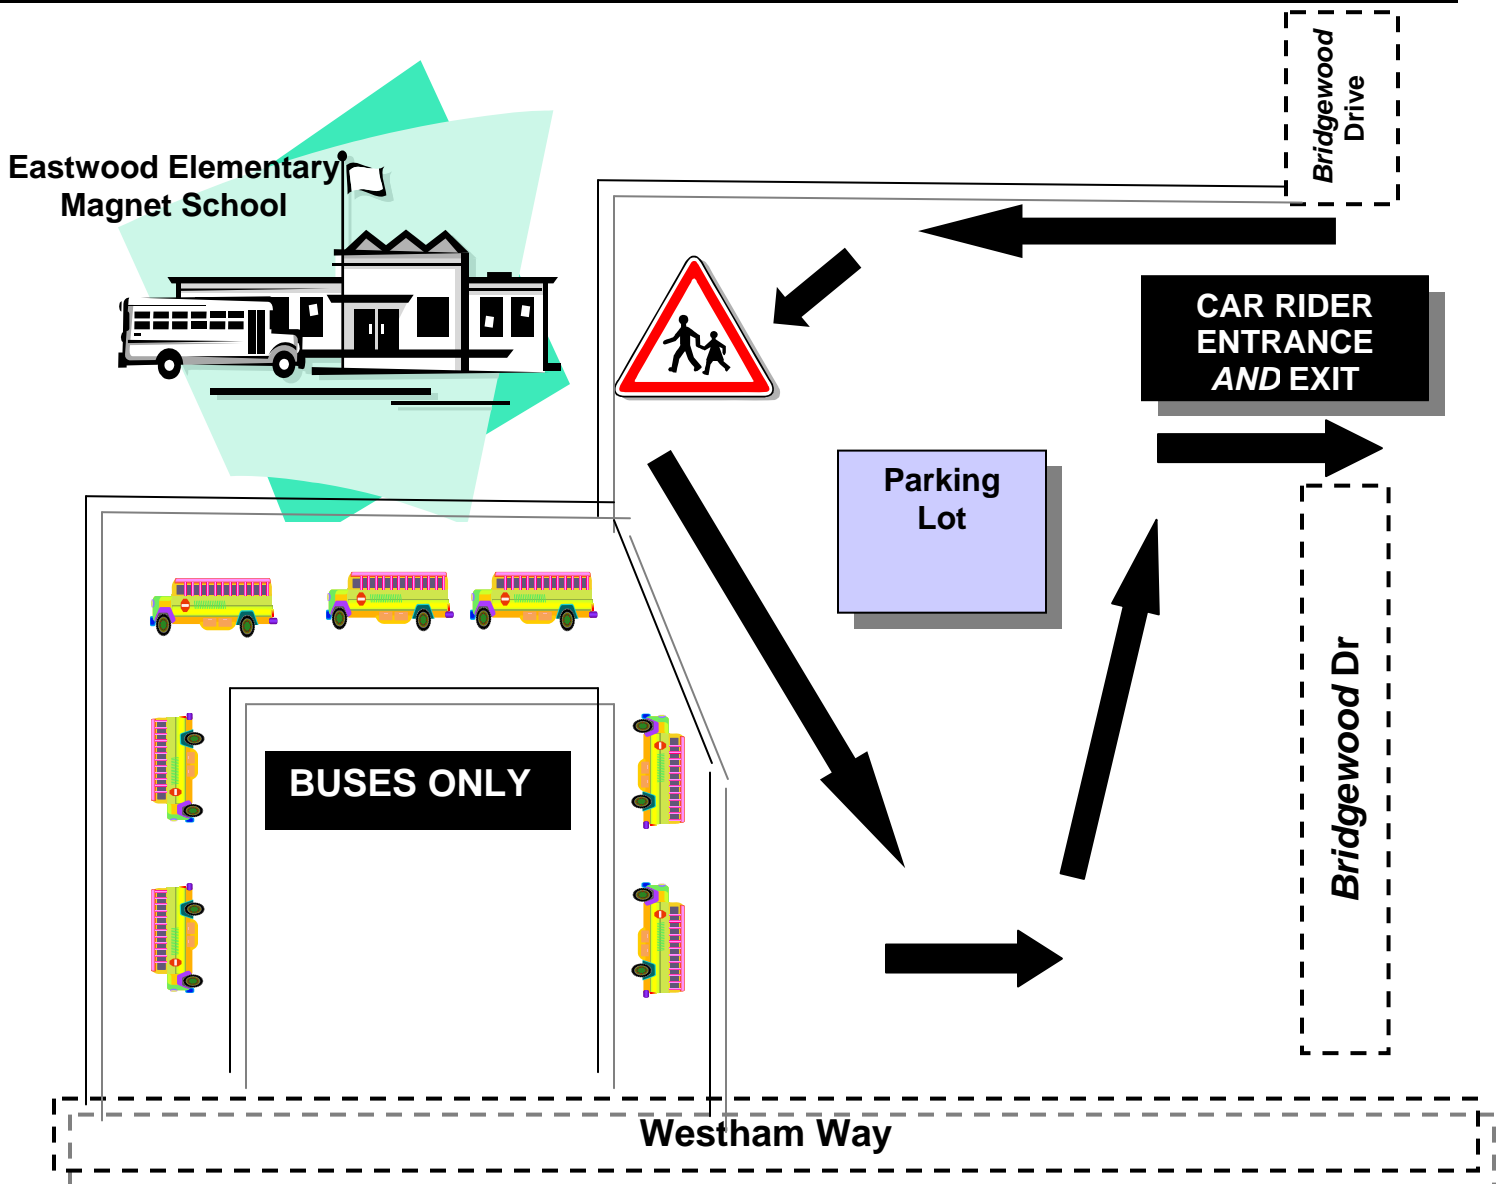 Bridgewood
Drive
Eastwood Elementary
Magnet School
CAR RIDER
ENTRANCE
AND EXIT
Parking
Lot
Bridgewood Dr
BUSES ONLY
Westham Way